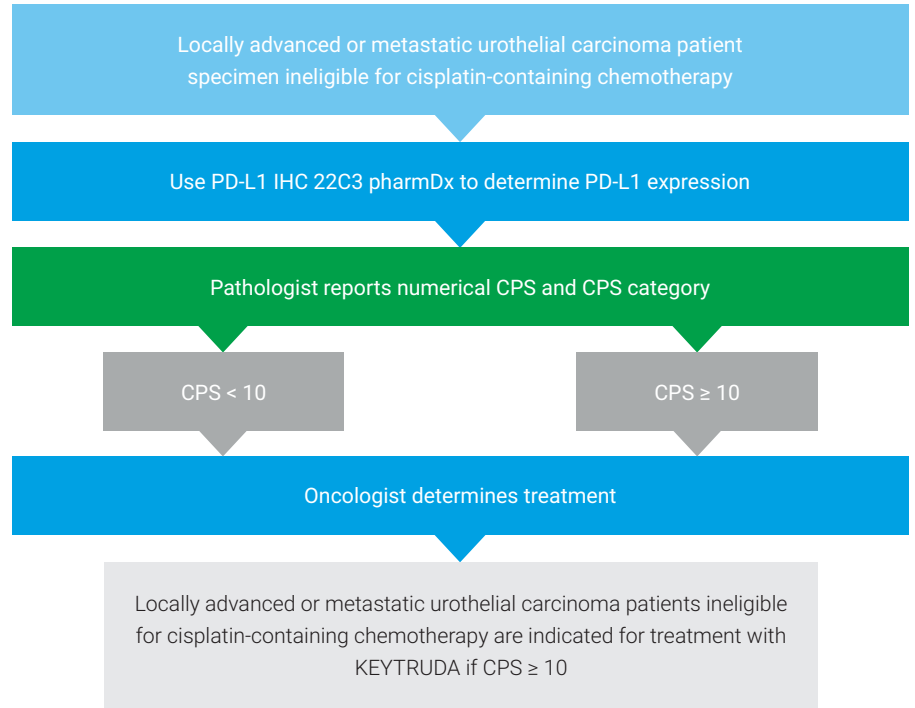 Locally advanced or metastatic urothelial carcinoma patient
specimen ineligible for cisplatin-containing chemotherapy
Use PD-L1 IHC 22C3 pharmDx to determine PD-L1 expression
Pathologist reports numerical CPS and CPS category
CPS < 10
CPS ≥ 10
Oncologist determines treatment
Locally advanced or metastatic urothelial carcinoma patients ineligible
for cisplatin-containing chemotherapy are indicated for treatment with
KEYTRUDA if CPS ≥ 10